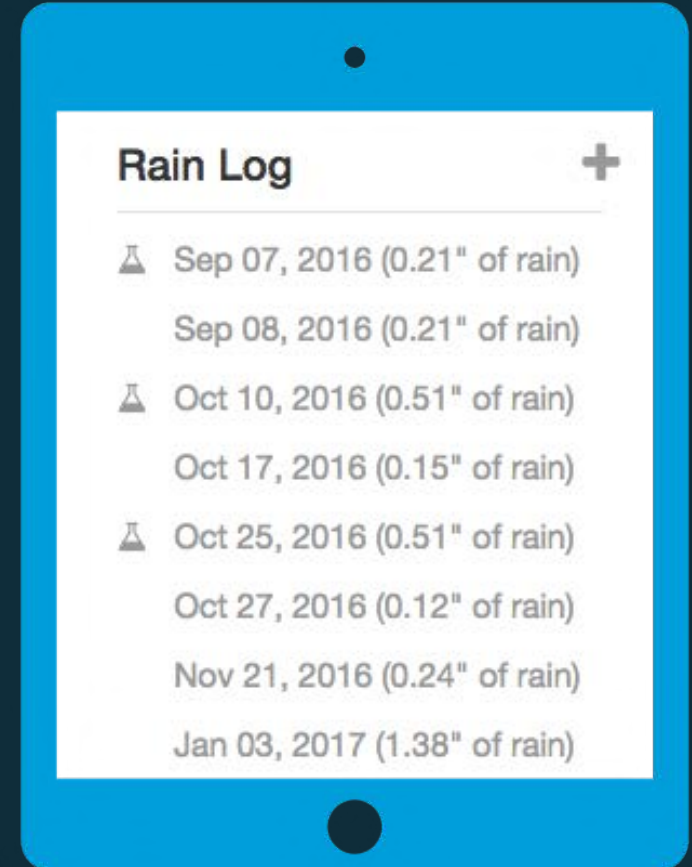 Rain Log
Sep 07, 2016 (0.21" of rain)
Sep 08, 2016 (0.21" of rain)
Oct 10, 2016 (0.51" of rain)
Oct 17, 2016 (0.15" of rain)
Oct 25, 2016 (0.51" of rain)
Oct 27, 2016 (0.12" of rain)
Nov 21, 2016 (0.24" of rain)
Jan 03, 2017 (1.38" of rain)